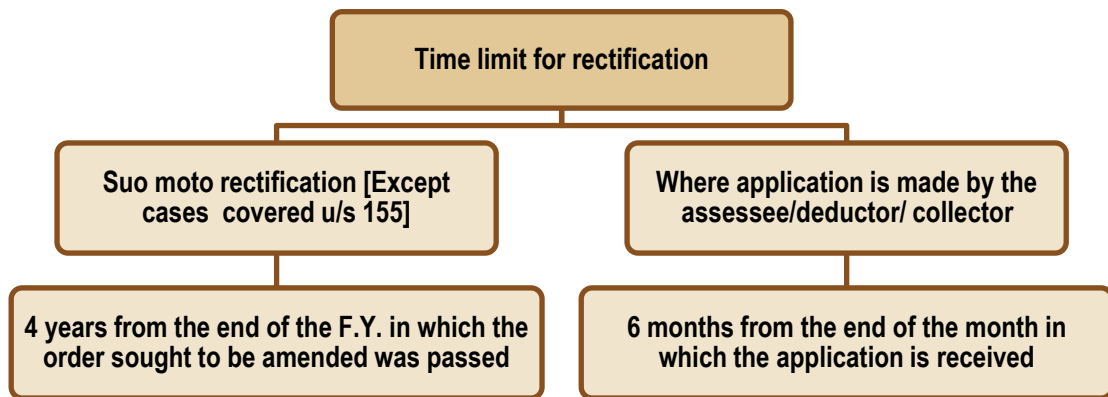 Time limit for rectification
Suo moto rectification [Except
cases covered u/s 155]
Where application is made by the
assessee/deductor/ collector
4 years from the end of the F.Y. in which the
order sought to be amended was passed
6 months from the end of the month in
which the application is received